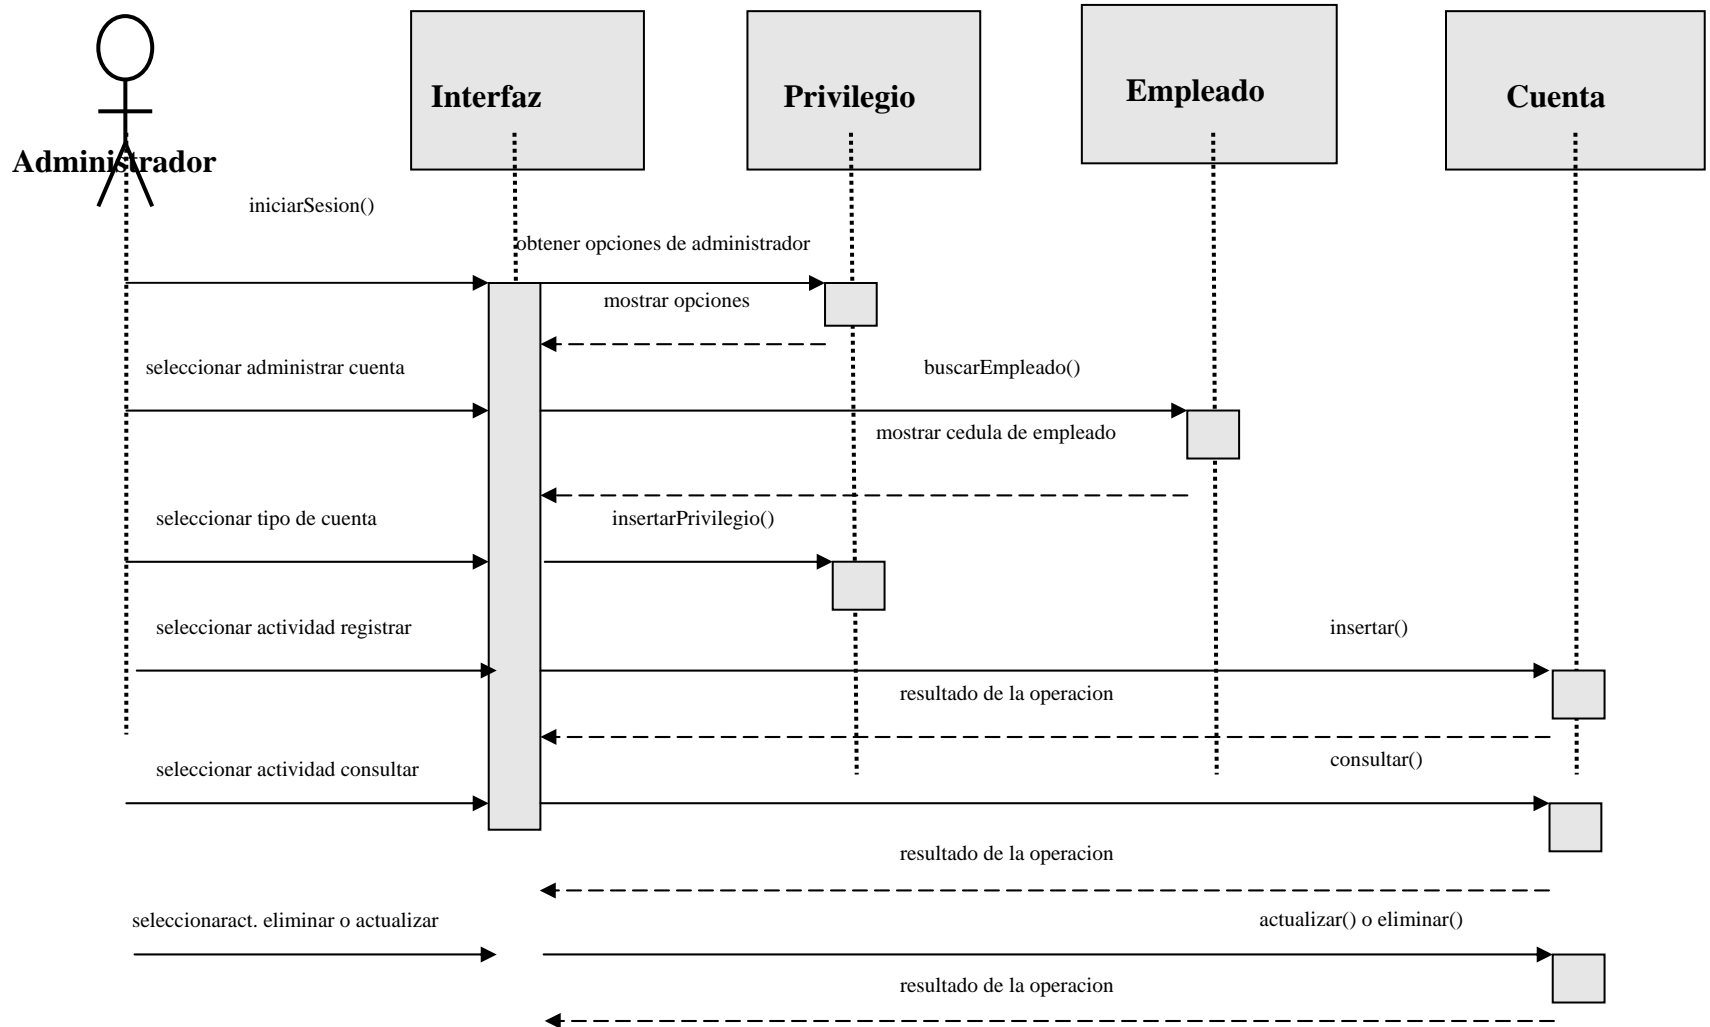 Interfaz
Privilegio
Empleado
Cuenta
Administrador
iniciarSesion()
obtener opciones de administrador
mostrar opciones
seleccionar administrar cuenta
buscarEmpleado()
mostrar cedula de empleado
seleccionar tipo de cuenta
insertarPrivilegio()
seleccionar actividad registrar
insertar()
resultado de la operacion
consultar()
seleccionar actividad consultar
resultado de la operacion
seleccionaract. eliminar o actualizar
actualizar() o eliminar()
resultado de la operacion